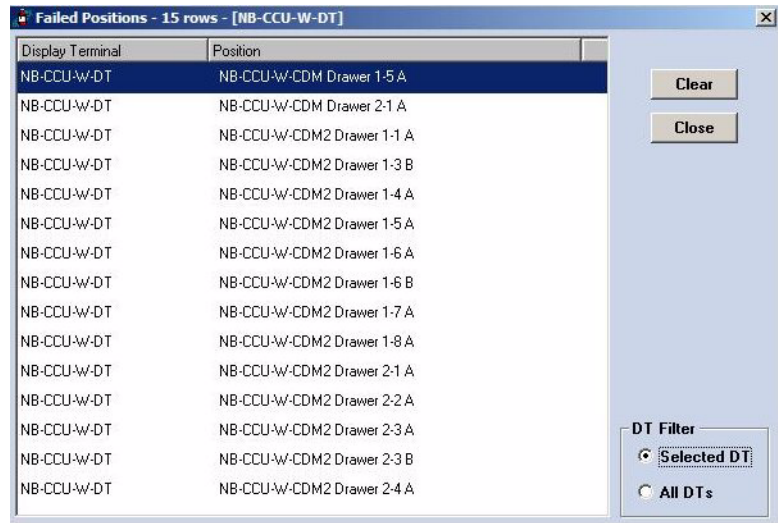 Failed Positions - 15 rows - [NB-CCU-W-DT]
Display Terminal Position
NB-CCU-W-DT NB-CCU-W-CDM Drawer 1-5 A
NB-CCU-W-DT NB-CCU-W-CDM Drawer 2-1 A
NB-CCU-W-DT NB-CCU-W-CDM2 Drawer 1-1 A
NB-CCU-W-DT NB-CCU-W-CDM2 Drawer 1-3 B
NB-CCU-W-DT NB-CCU-W-CDM2 Drawer 1-4 A
NB-CCU-W-DT NB-CCU-W-CDM2 Drawer 1-5 A
NB-CCU-W-DT NB-CCU-W-CDM2 Drawer 1-6 A
NB-CCU-W-DT NB-CCU-W-CDM2 Drawer 1-6 B
NB-CCU-W-DT NB-CCU-W-CDM2 Drawer 1-7 A
NB-CCU-W-DT NB-CCU-W-CDM2 Drawer 1-8 A
NB-CCU-W-DT NB-CCU-W-CDM2 Drawer 2-1 A
NB-CCU-W-DT NB-CCU-W-CDM2 Drawer 2-2 A
NB-CCU-W-DT NB-CCU-W-CDM2 Drawer 2-3 A
NB-CCU-W-DT NB-CCU-W-CDM2 Drawer 2-3 B
NB-CCU-W-DT NB-CCU-W-CDM2 Drawer 2-4 A
Clear
Close
DT Filter
Selected DT
All DTs